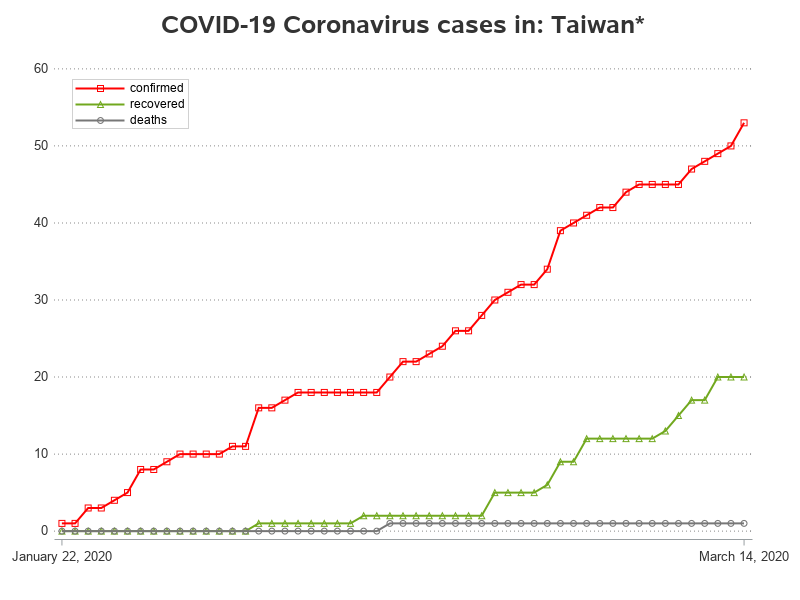 COVID-19 Coronavirus cases in: Taiwan*
60
confirmed
recovered
deaths
50
40
30
20
10
0
January 22, 2020
March 14, 2020